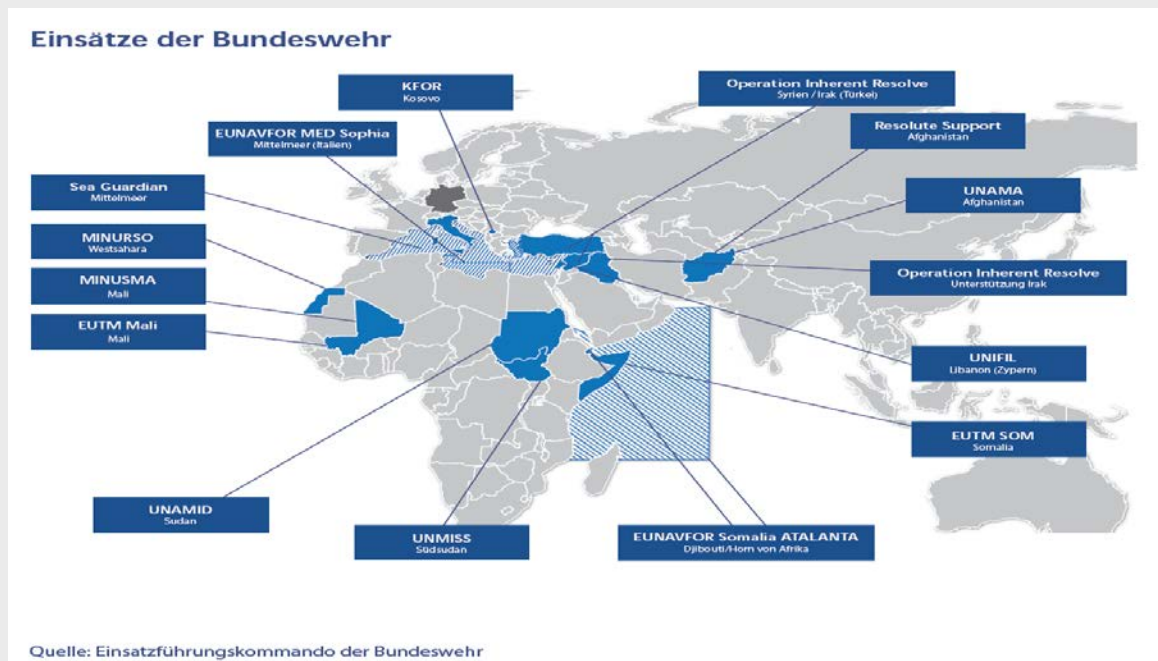 Einsätze der Bundeswehr
KFOR
Kosovo
Operation Inherent Resolve
Syrien / Irak (Türkei)
EUNAVFOR MED Sophia
Mittelmeer (Italien)
Resolute Support
Afghanistan
Sea Guardian
Mittelmeer
UNAMA
Afghanistan
MINURSO
Westsahara
Operation Inherent Resolve
Unterstützung Irak
MINUSMA
Mali
EUTM Mali
Mali
UNIFIL
Libanon (Zypern)
EUTM SOM
Somalia
UNAMID
Sudan
UNMISS
Südsudan
EUNAVFOR Somalia ATALANTA
Djibouti/Horn von Afrika
Quelle: Einsatzführungskommando der Bundeswehr